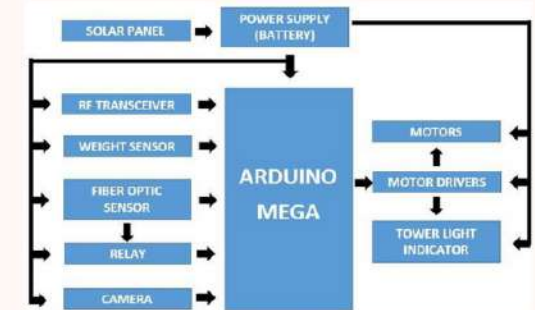 SOLAR PANEL
POWER SUPPLY
(BATTERY)
RF TRANSCEIVER
WEIGHT SENSOR
FIBER OPTIC
SENSOR
RELAY
CAMERA
ARDUINO
MEGA
MOTORS
MOTOR DRIVERS
TOWER LIGHT
INDICATOR